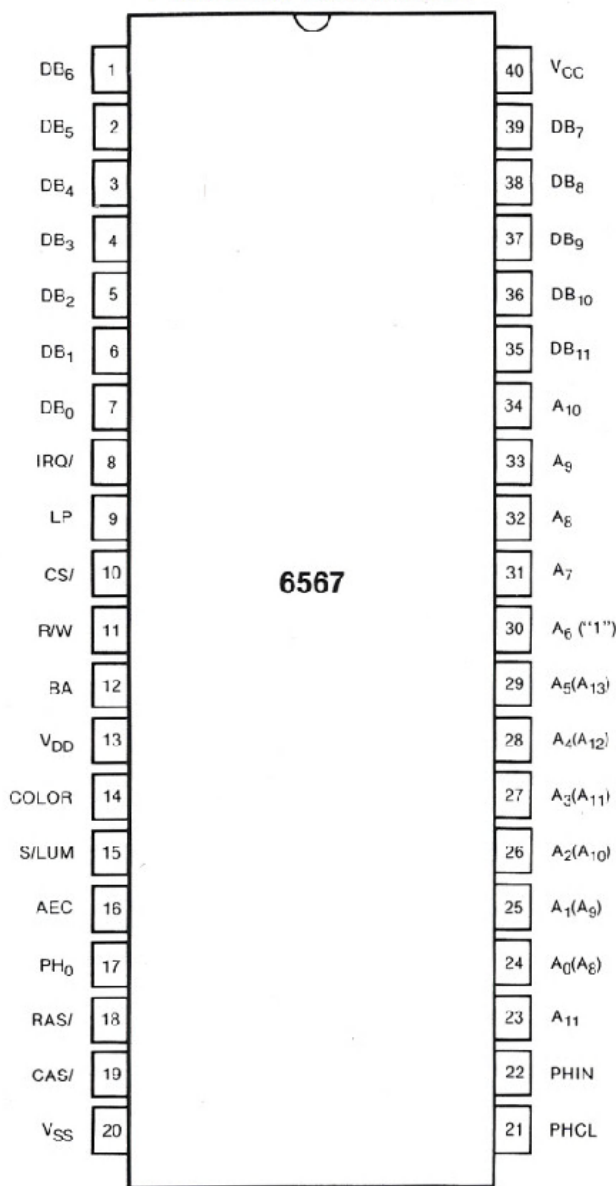 DB6 1 40 VCC
DB5 2 39 DB7
DB4 3 38 DB8
DB3 4 37 DB9
DB2 5 36 DB10
DB1 6 35 DB11
DB0 7 34 A10
IRQ/ 8 33 A9
LP 9 32 A8
CS/ 10 6567 31 A7
R/W 11 30 A6 ("1")
BA 12 29 A5(A13)
VDD 13 28 A4(A12)
COLOR 14 27 A3(A11)
S/LUM 15 26 A2(A10)
AEC 16 25 A1(A9)
PH0 17 24 A0(A8)
RAS/ 18 23 A11
CAS/ 19 22 PHIN
VSS 20 21 PHCL